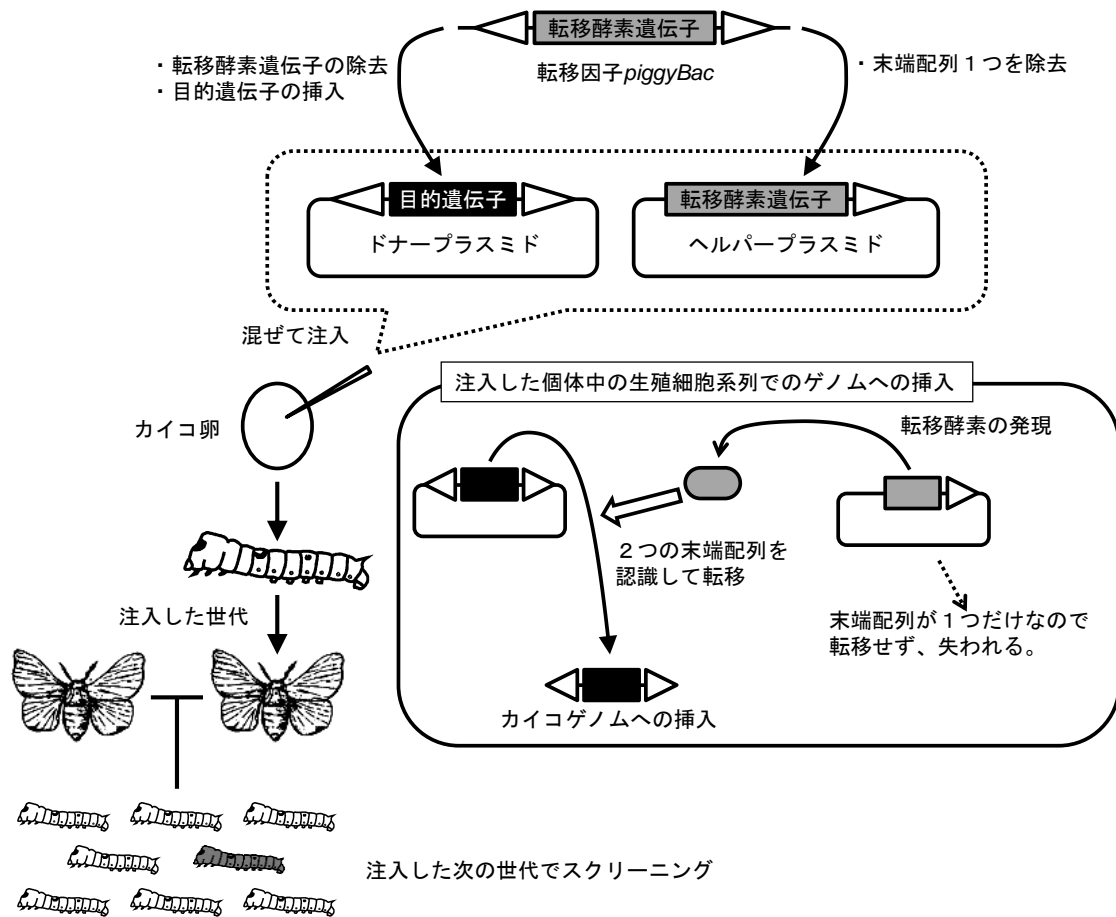 転移酵素遺伝子
・転移酵素遺伝子の除去
・目的遺伝子の挿入
転移因子piggyBac
・末端配列１つを除去
目的遺伝子
ドナープラスミド
転移酵素遺伝子
ヘルパープラスミド
混ぜて注入
カイコ卵
注入した個体中の生殖細胞系列でのゲノムへの挿入
転移酵素の発現
２つの末端配列を
認識して転移
末端配列が１つだけなので
転移せず、失われる。
カイコゲノムへの挿入
注入した世代
注入した次の世代でスクリーニング